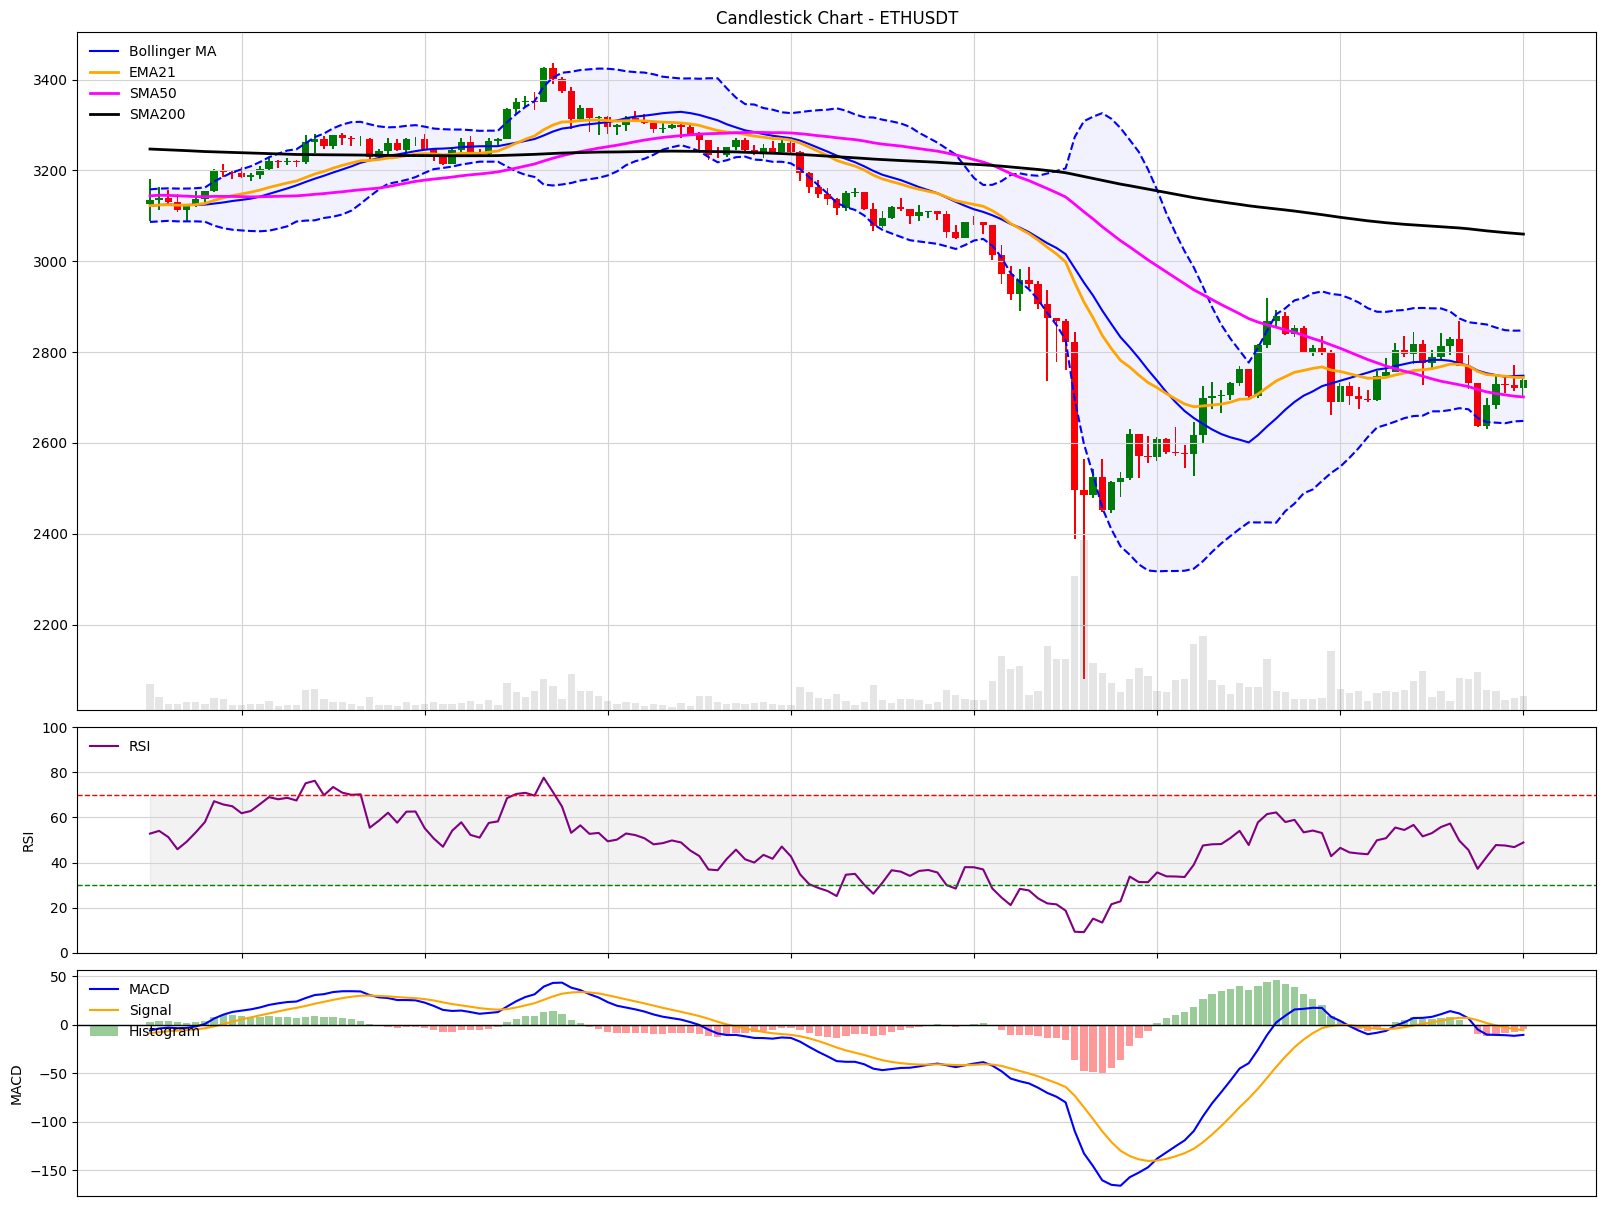 Candlestick Chart - ETHUSDT
Bollinger MA
EMA21
SMA50
SMA200
3400
3200
3000
2800
2600
2400
2200
RSI
RSI
100
80
60
40
20
0
MACD
Signal
Histogram
MACD
50
0
−50
−100
−150